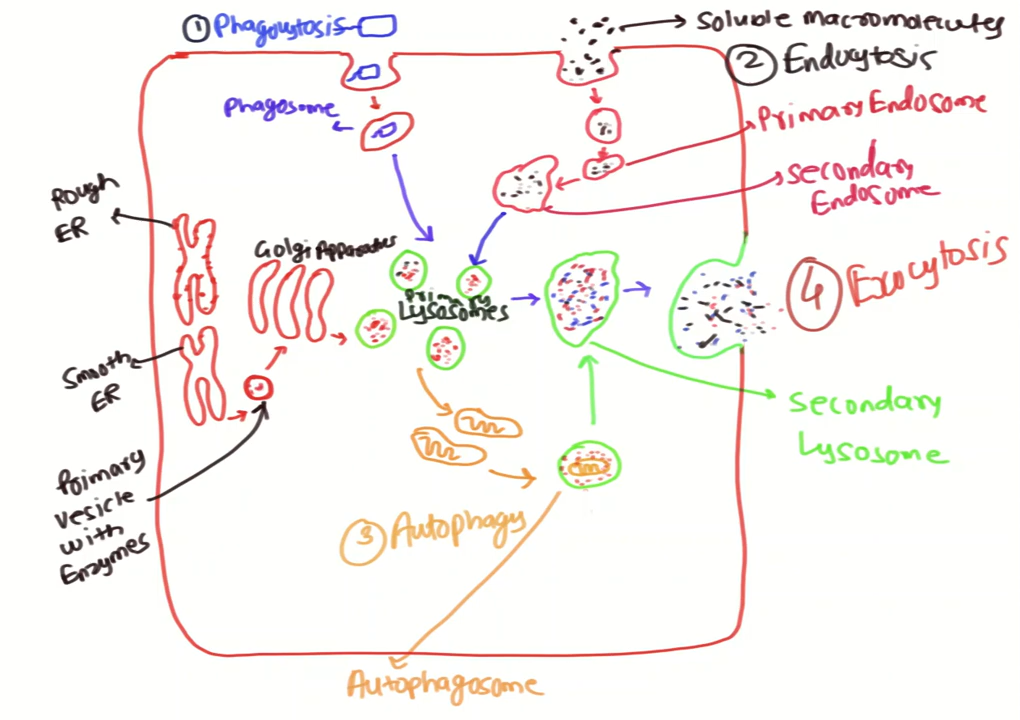 ① Phagocytosis
Soluble Macromolecules
② Endocytosis
Phagosome
Primary Endosome
Secondary
Endosome
Rough
ER
Golgi Apparatus
④ Exocytosis
Primary
Lysosomes
Smooth
ER
Secondary
Lysosome
Primary
vesicle
with
Enzymes
③ Autophagy
Autophagosome